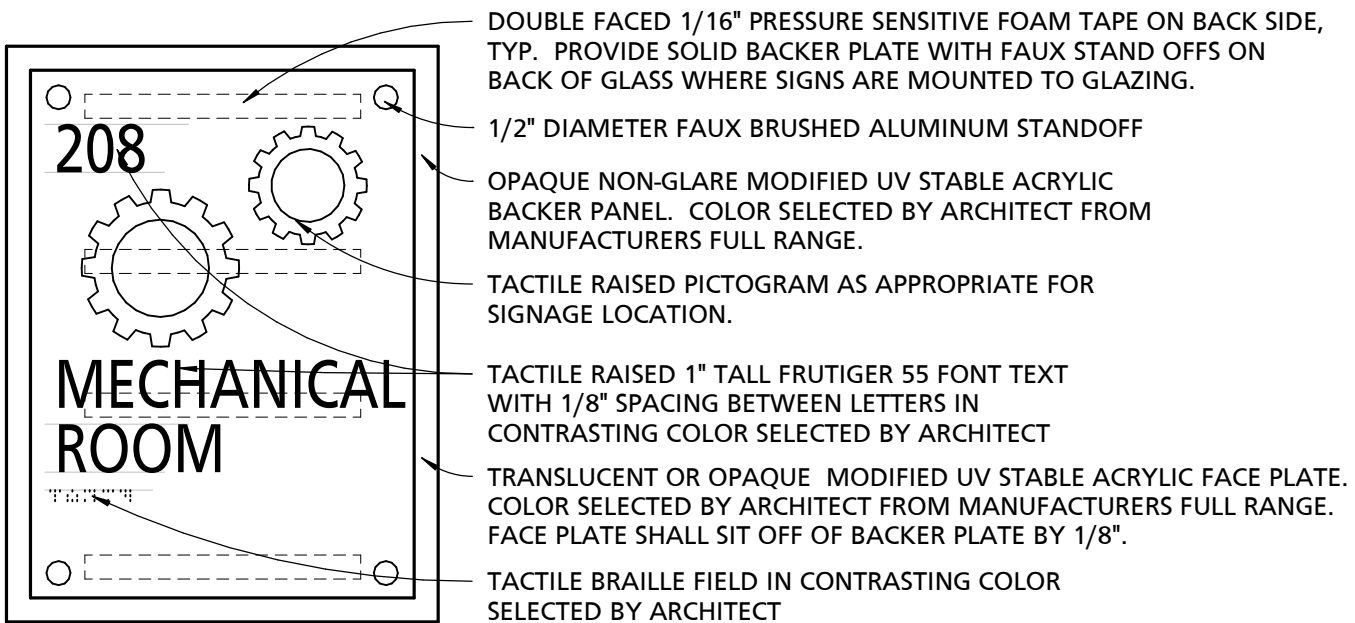 DOUBLE FACED 1/16" PRESSURE SENSITIVE FOAM TAPE ON BACK SIDE,
TYP. PROVIDE SOLID BACKER PLATE WITH FAUX STAND OFFS ON
BACK OF GLASS WHERE SIGNS ARE MOUNTED TO GLAZING.
1/2" DIAMETER FAUX BRUSHED ALUMINUM STANDOFF
208
OPAQUE NON-GLARE MODIFIED UV STABLE ACRYLIC
BACKER PANEL. COLOR SELECTED BY ARCHITECT FROM
MANUFACTURERS FULL RANGE.
TACTILE RAISED PICTOGRAM AS APPROPRIATE FOR
SIGNAGE LOCATION.
MECHANICAL
ROOM
TACTILE RAISED 1" TALL FRUTIGER 55 FONT TEXT
WITH 1/8" SPACING BETWEEN LETTERS IN
CONTRASTING COLOR SELECTED BY ARCHITECT
TRANSLUCENT OR OPAQUE MODIFIED UV STABLE ACRYLIC FACE PLATE.
COLOR SELECTED BY ARCHITECT FROM MANUFACTURERS FULL RANGE.
FACE PLATE SHALL SIT OFF OF BACKER PLATE BY 1/8".
TACTILE BRAILLE FIELD IN CONTRASTING COLOR
SELECTED BY ARCHITECT